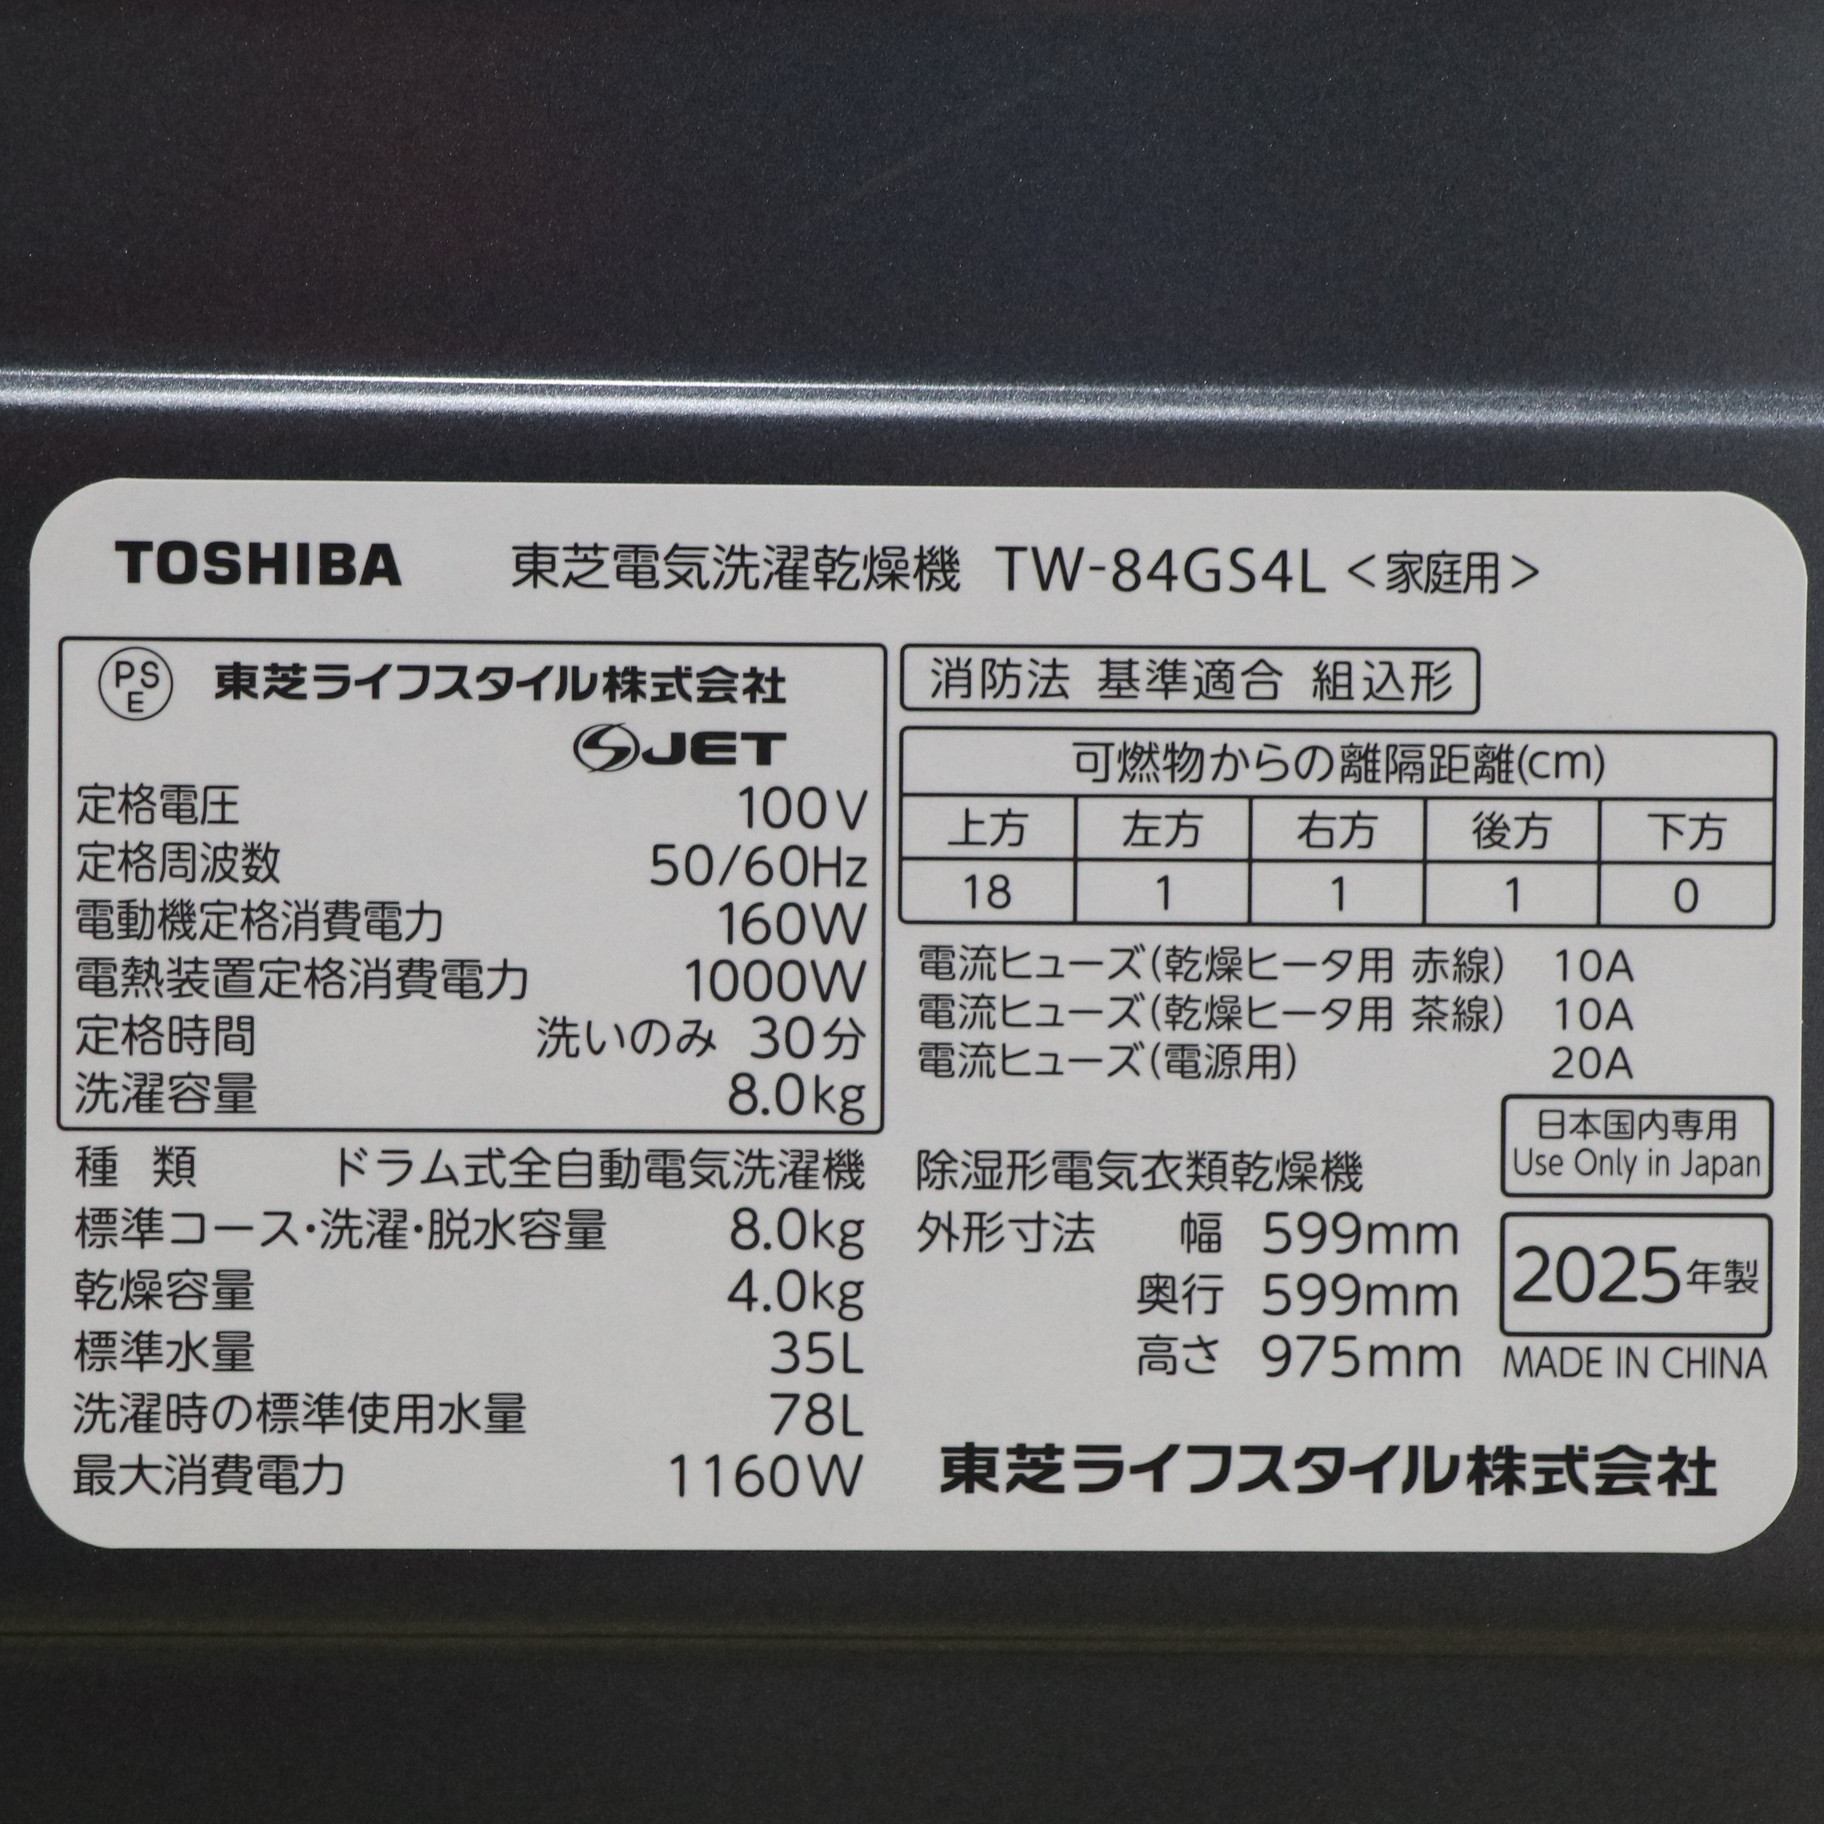 TOSHIBA 東芝電気洗濯乾燥機 TW-84GS4L <家庭用>
PSE 東芝ライフスタイル株式会社
JET
定格電圧 100V
定格周波数 50/60Hz
電動機定格消費電力 160W
電熱装置定格消費電力 1000W
定格時間 洗いのみ 30分
洗濯容量 8.0kg
種 類 ドラム式全自動電気洗濯機
標準コース・洗濯・脱水容量 8.0kg
乾燥容量 4.0kg
標準水量 35L
洗濯時の標準使用水量 78L
最大消費電力 1160W
消防法 基準適合 組込形
可燃物からの離隔距離(cm)
上方 左方 右方 後方 下方
18 1 1 1 0
電流ヒューズ(乾燥ヒータ用 赤線) 10A
電流ヒューズ(乾燥ヒータ用 茶線) 10A
電流ヒューズ(電源用) 20A
日本国内専用
Use Only in Japan
除湿形電気衣類乾燥機
外形寸法 幅 599mm
奥行 599mm
高さ 975mm
2025年製
MADE IN CHINA
東芝ライフスタイル株式会社